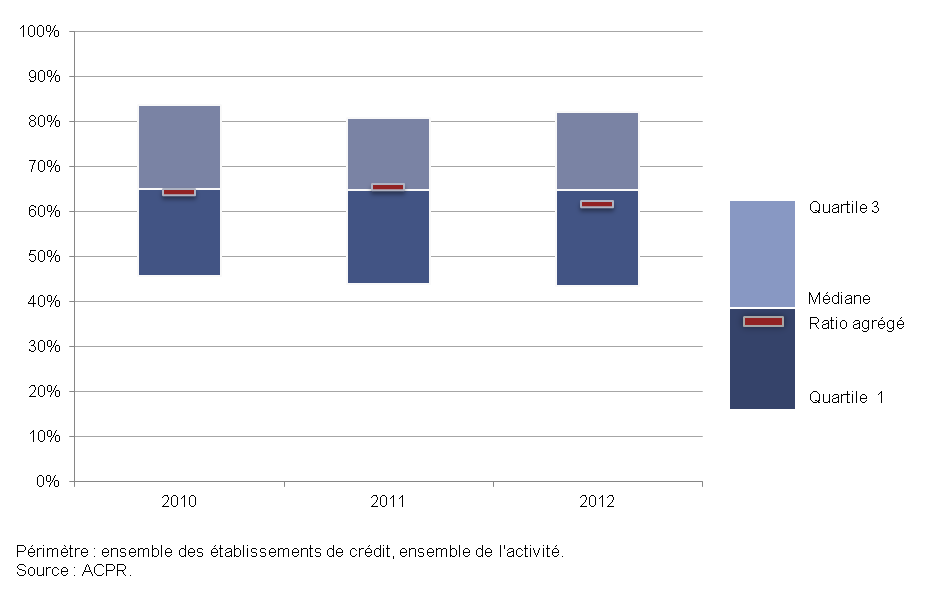 100%
90%
80%
70%
60%
50%
40%
30%
20%
10%
0%
2010 2011 2012
Quartile 3
Médiane
Ratio agrégé
Quartile 1
Périmètre : ensemble des établissements de crédit, ensemble de l'activité.
Source : ACPR.